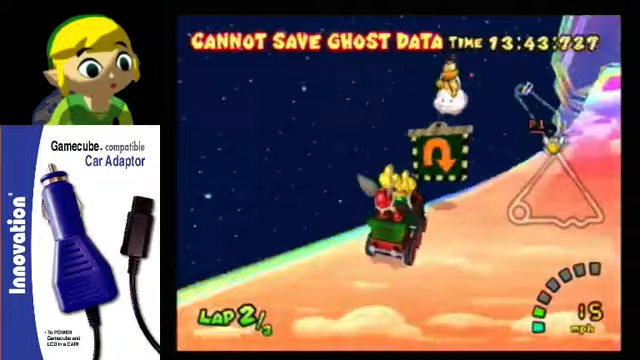 CANNOT SAVE GHOST DATA TIME 13:43:727
P1
Gamecube® compatible
Car Adaptor
Innovation®
• To POWER
Gamecube and
LCD in a CAR!
LAP 2/3
15
mph